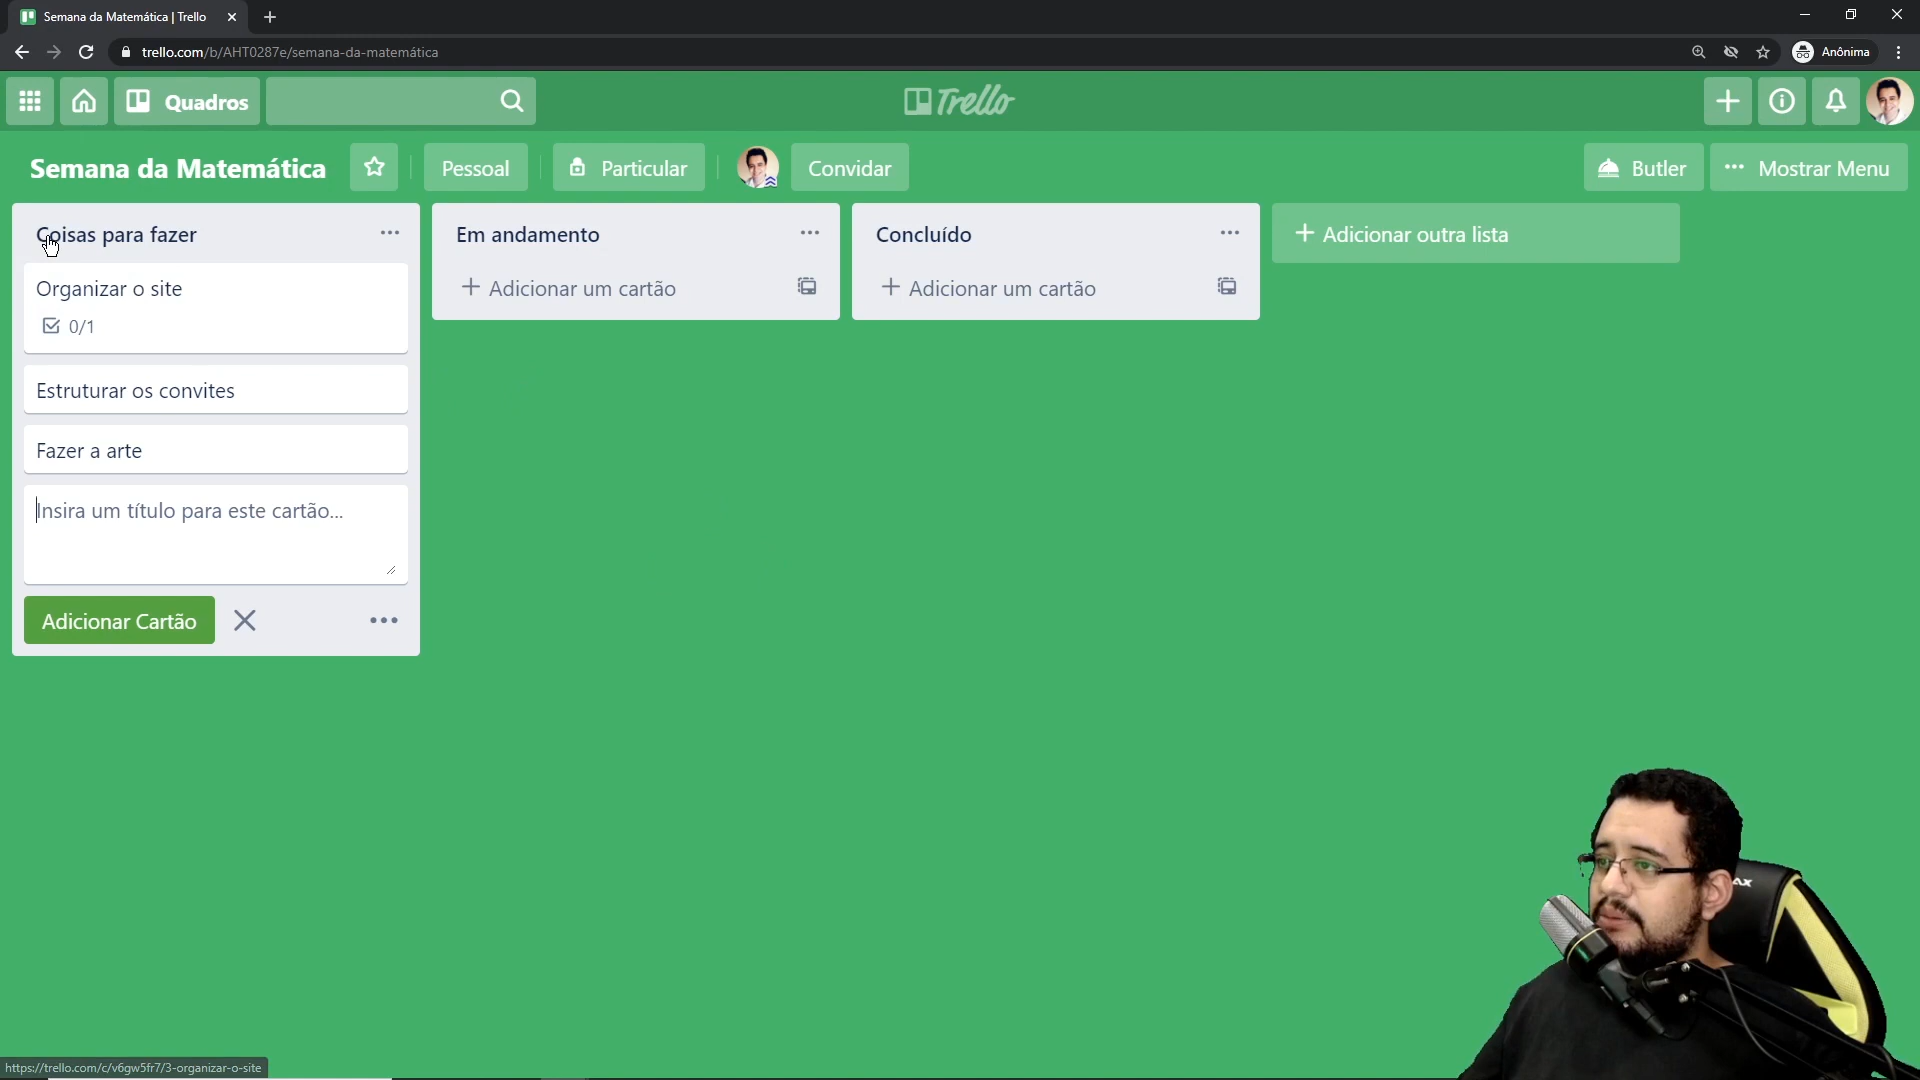 Semana da Matemática | Trello
trello.com/b/AHT0287e/semana-da-matemática
Anônima
Quadros
Trello
Semana da Matemática
Pessoal
Particular
Convidar
Butler
Mostrar Menu
Coisas para fazer
Organizar o site
0/1
Estruturar os convites
Fazer a arte
Insira um título para este cartão...
Adicionar Cartão
Em andamento
Adicionar um cartão
Concluído
Adicionar um cartão
Adicionar outra lista
AX
https://trello.com/c/v6gw5fr7/3-organizar-o-site